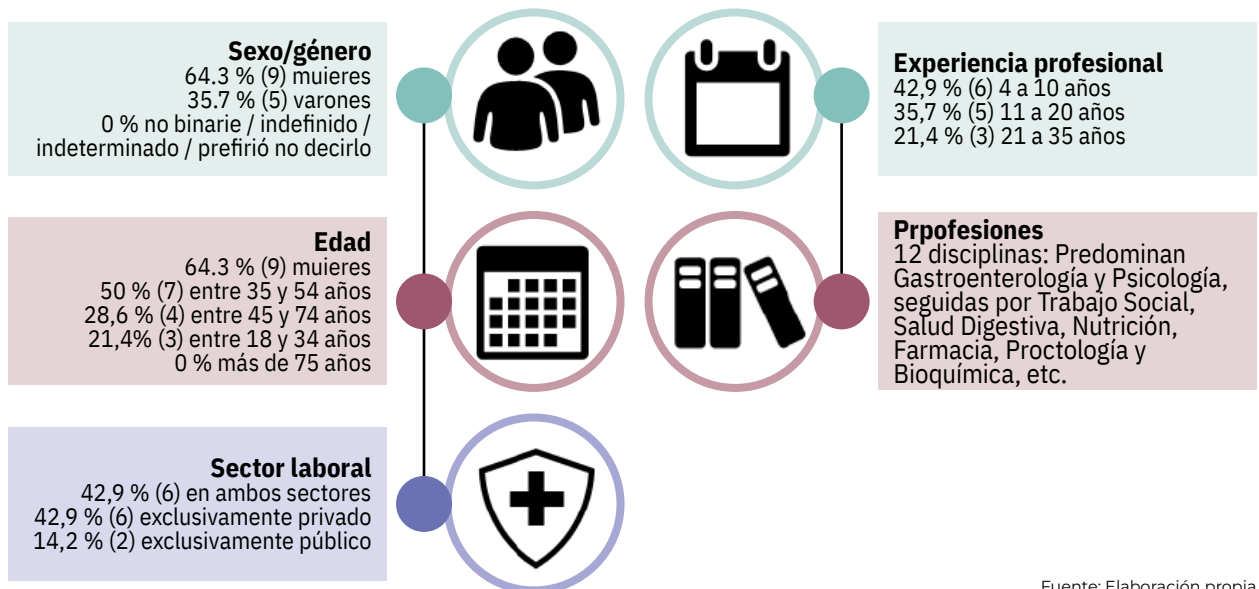 Sexo/género
64.3 % (9) muieres
35.7 % (5) varones
0 % no binarie / indefinido /
indeterminado / prefirió no decirlo
Experiencia profesional
42,9 % (6) 4 a 10 años
35,7 % (5) 11 a 20 años
21,4 % (3) 21 a 35 años
Edad
64.3 % (9) muieres
50 % (7) entre 35 y 54 años
28,6 % (4) entre 45 y 74 años
21,4% (3) entre 18 y 34 años
0 % más de 75 años
Prpofesiones
12 disciplinas: Predominan
Gastroenterología y Psicología,
seguidas por Trabajo Social,
Salud Digestiva, Nutrición,
Farmacia, Proctología y
Bioquímica, etc.
Sector laboral
42,9 % (6) en ambos sectores
42,9 % (6) exclusivamente privado
14,2 % (2) exclusivamente público
Fuente: Elaboración propia